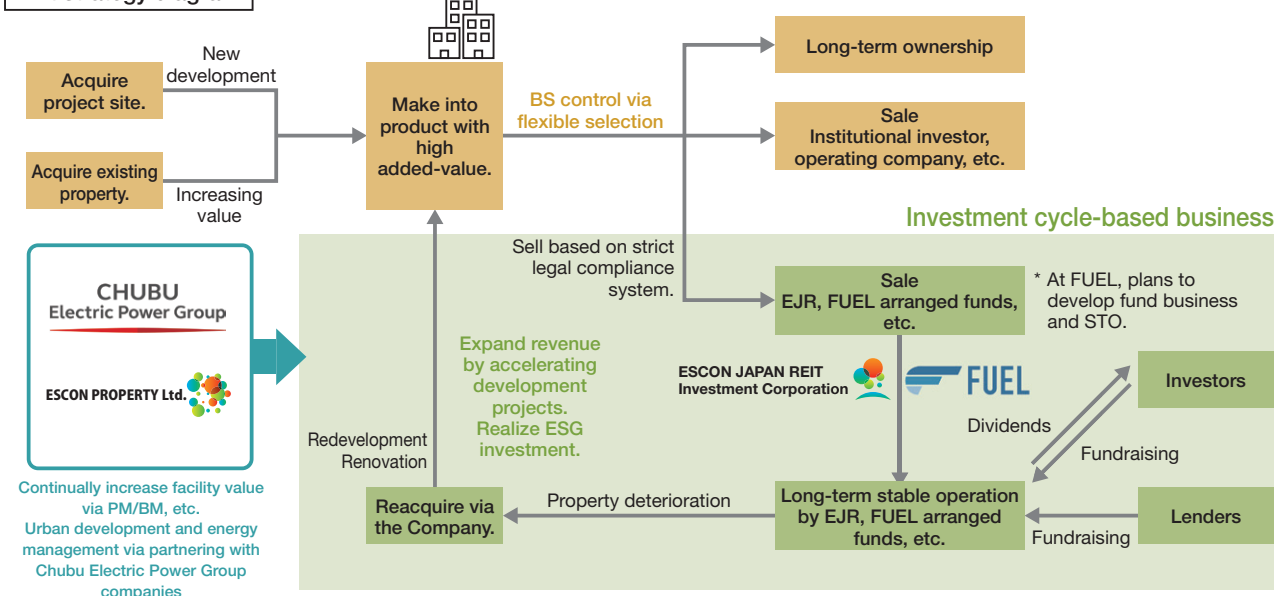 Acquire
project site.
New
development
Acquire existing
property.
Increasing
value
Make into
product with
high
added-value.
BS control via
flexible selection
Long-term ownership
Sale
Institutional investor,
operating company, etc.
Investment cycle-based business
Sell based on strict
legal compliance
system.
Sale
EJR, FUEL arranged funds,
etc.
* At FUEL, plans to
develop fund business
and STO.
CHUBU
Electric Power Group
ESCON PROPERTY Ltd.
Continually increase facility value
via PM/BM, etc.
Urban development and energy
management via partnering with
Chubu Electric Power Group
companies
Expand revenue
by accelerating
development
projects.
Realize ESG
investment.
ESCON JAPAN REIT
Investment Corporation
FUEL
Investors
Dividends
Fundraising
Redevelopment
Renovation
Reacquire via
the Company.
Property deterioration
Long-term stable operation
by EJR, FUEL arranged
funds, etc.
Fundraising
Lenders